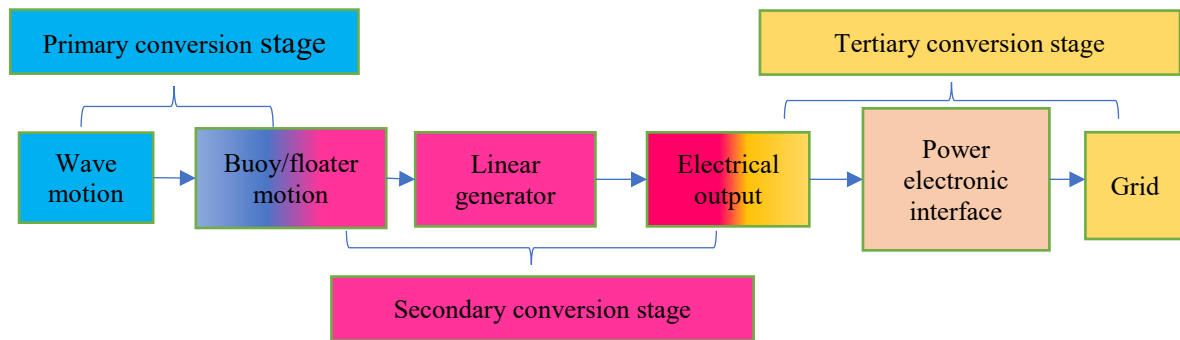 Primary conversion stage
Tertiary conversion stage
Wave
motion
Buoy/floater
motion
Linear
generator
Electrical
output
Power
electronic
interface
Grid
Secondary conversion stage